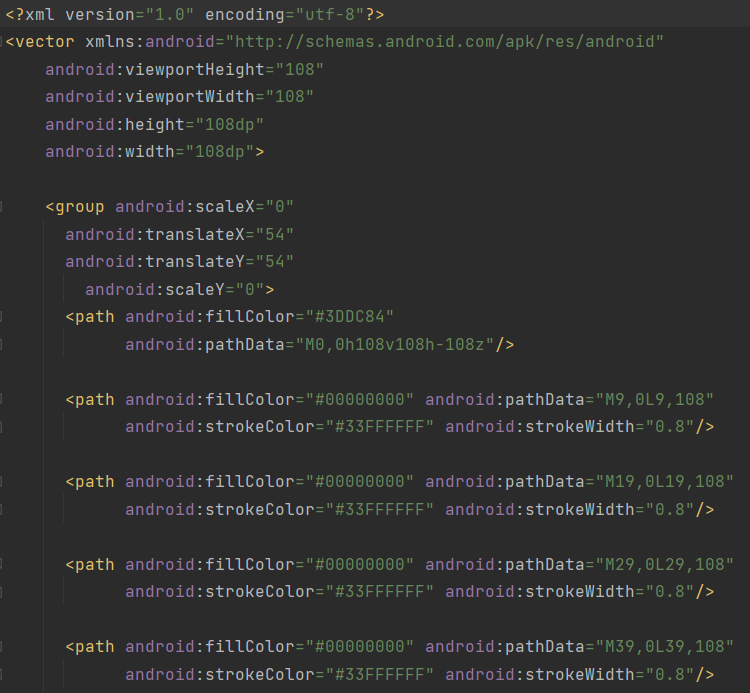 <?xml version="1.0" encoding="utf-8"?>
<vector xmlns:android="http://schemas.android.com/apk/res/android"
    android:viewportHeight="108"
    android:viewportWidth="108"
    android:height="108dp"
    android:width="108dp">

    <group android:scaleX="0"
      android:translateX="54"
      android:translateY="54"
        android:scaleY="0">
      <path android:fillColor="#3DDC84"
            android:pathData="M0,0h108v108h-108z"/>

      <path android:fillColor="#00000000" android:pathData="M9,0L9,108"
            android:strokeColor="#33FFFFFF" android:strokeWidth="0.8"/>

      <path android:fillColor="#00000000" android:pathData="M19,0L19,108"
            android:strokeColor="#33FFFFFF" android:strokeWidth="0.8"/>

      <path android:fillColor="#00000000" android:pathData="M29,0L29,108"
            android:strokeColor="#33FFFFFF" android:strokeWidth="0.8"/>

      <path android:fillColor="#00000000" android:pathData="M39,0L39,108"
            android:strokeColor="#33FFFFFF" android:strokeWidth="0.8"/>